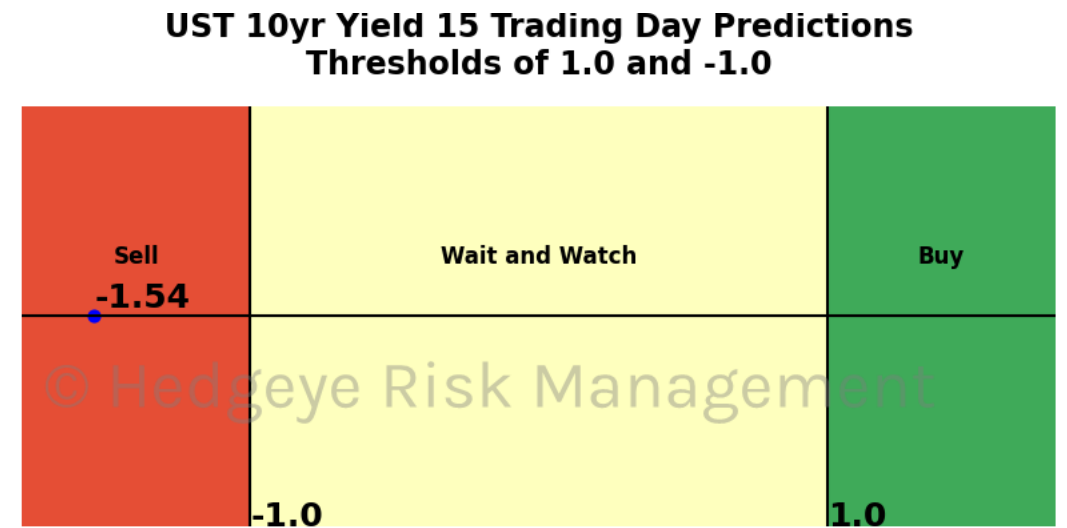 UST 10yr Yield 15 Trading Day Predictions
Thresholds of 1.0 and -1.0
Sell
Wait and Watch
Buy
-1.54
© Hedgeye Risk Management
-1.0
1.0